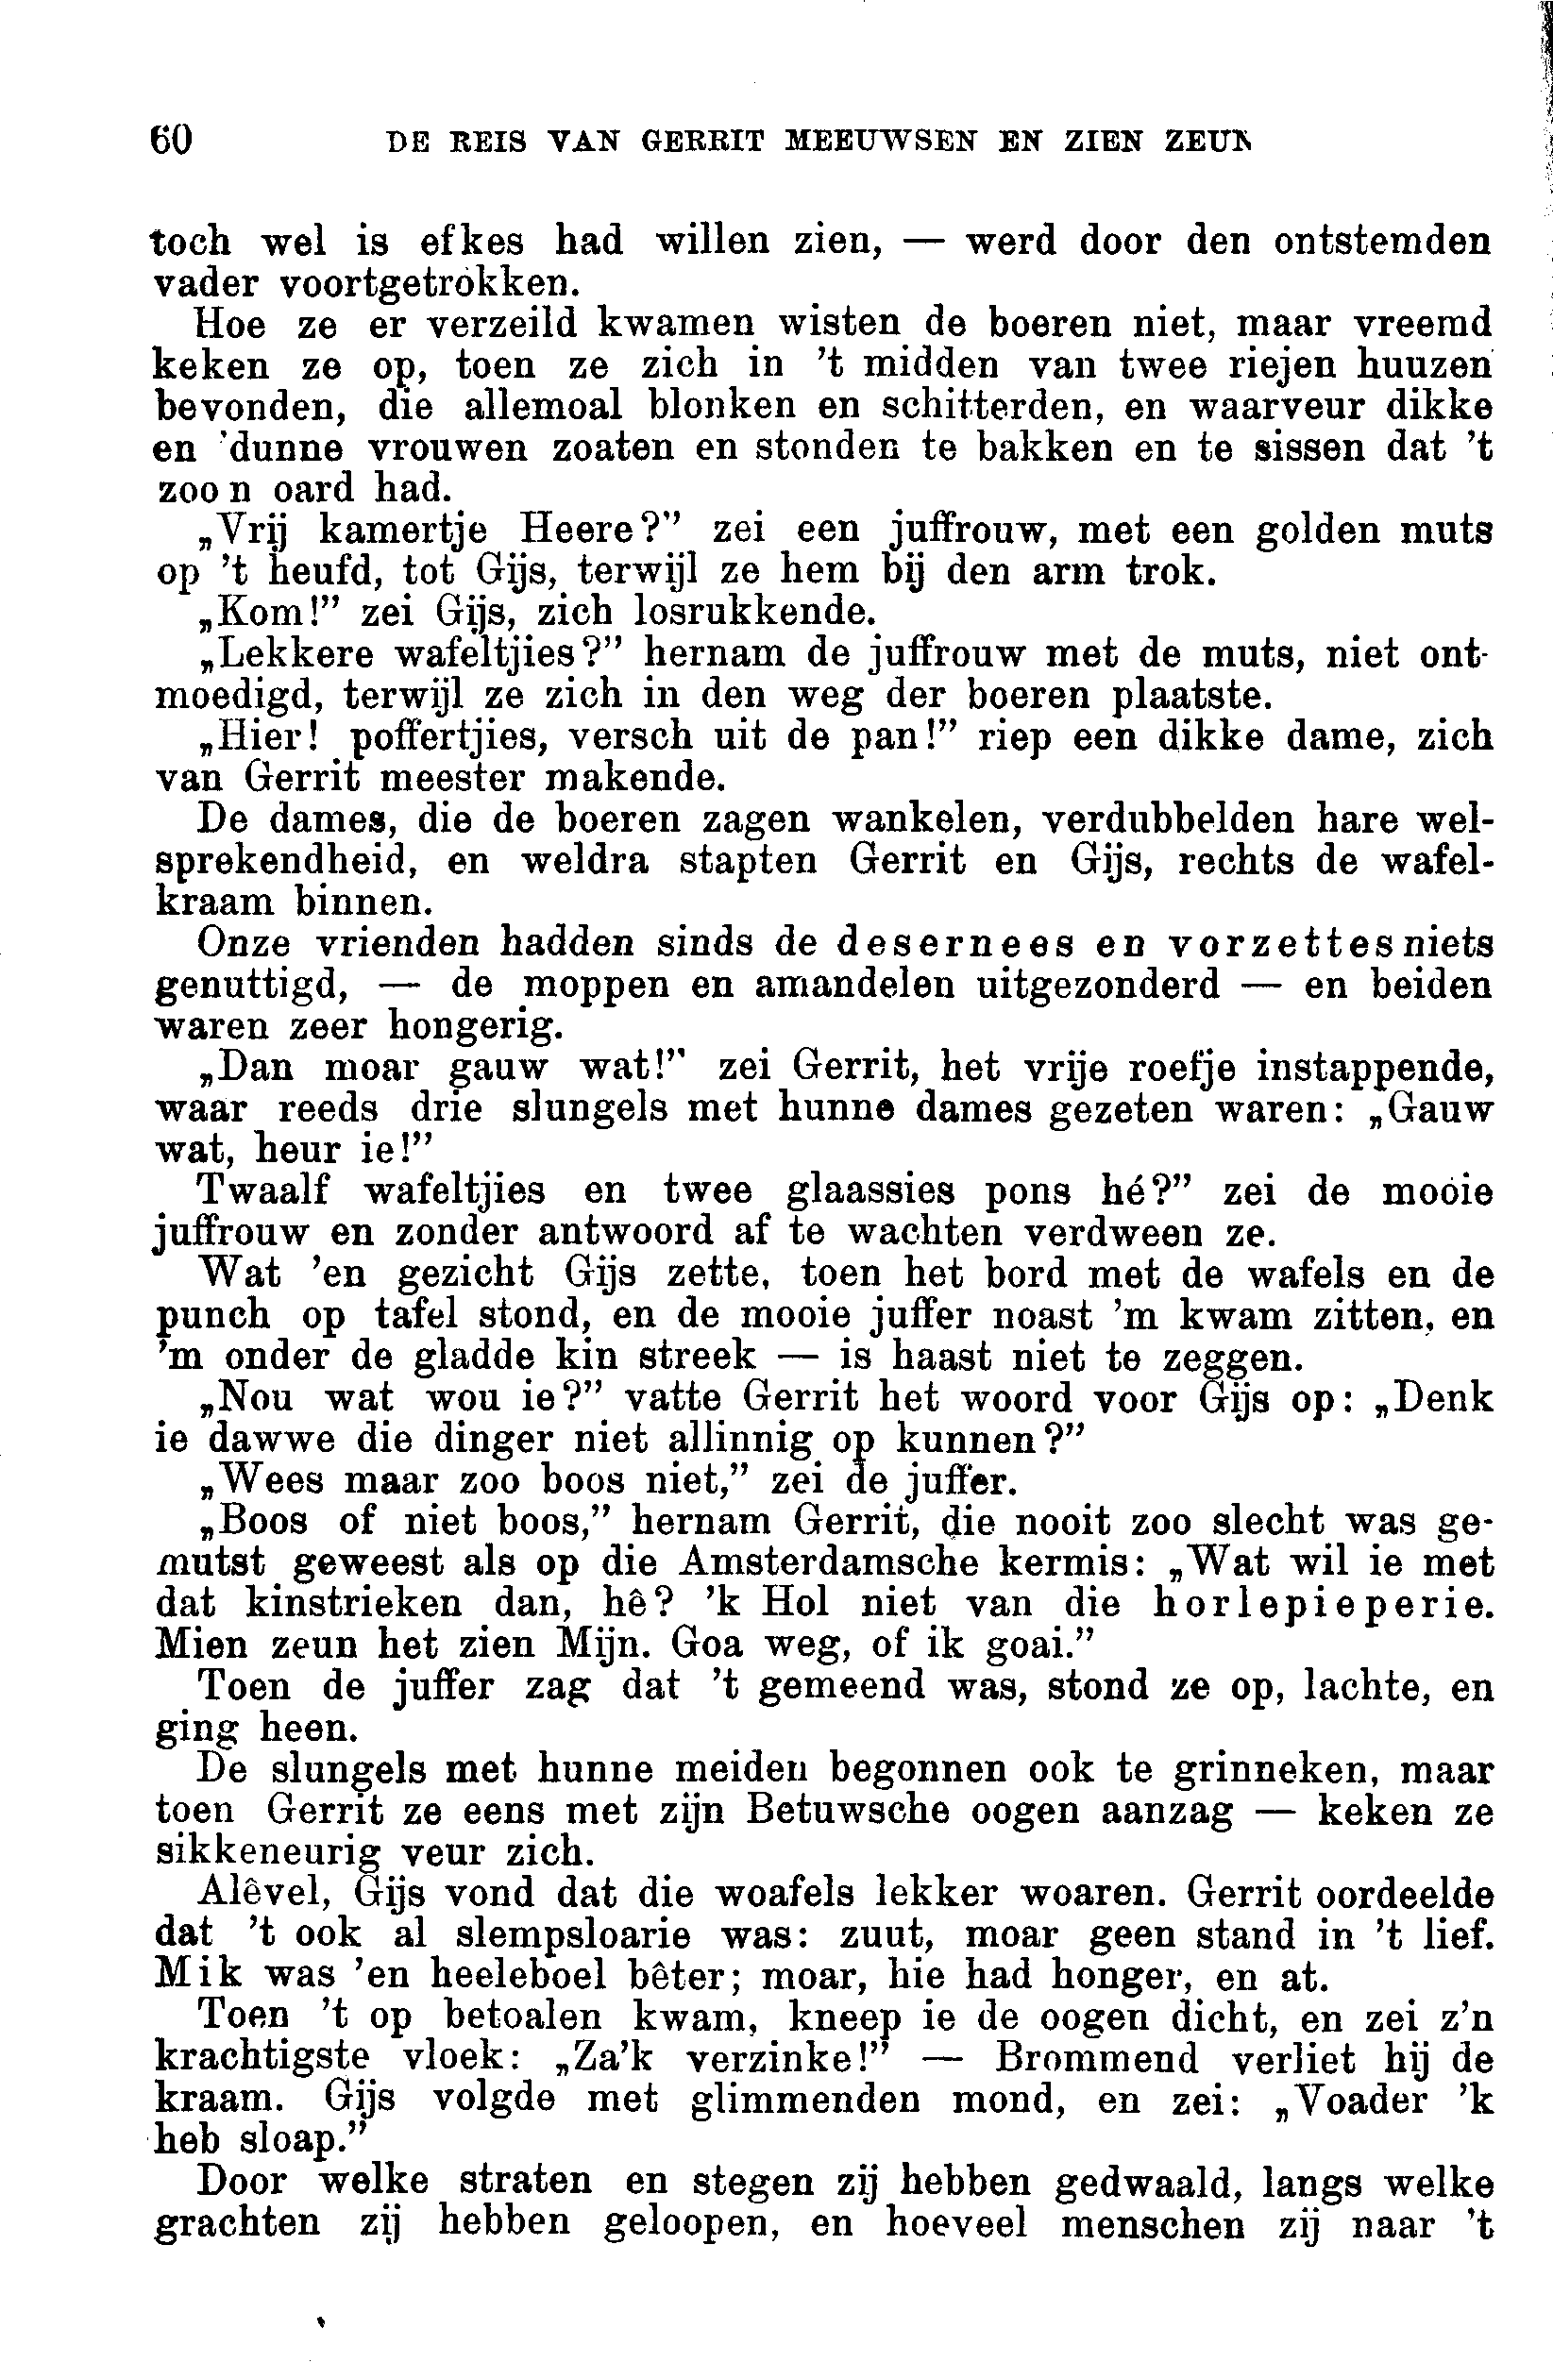 60 DE REIS VAN GERRIT MEEUWSEN EN ZIEN ZEUN
toch wel is efkes had willen zien, — werd door den ontstemden
vader voortgetrokken.
Hoe ze er verzeild kwamen wisten de boeren niet, maar vreemd
keken ze op, toen ze zich in 't midden van twee riejen huuzen
bevonden, die allemoal blonken en schitterden, en waarveur dikke
en dunne vrouwen zoaten en stonden te bakken en te sissen dat 't
zoo n oard had.
„Vrij kamertje Heere?” zei een juffrouw, met een golden muts
op 't heufd, tot Gijs, terwijl ze hem bij den arm trok.
„Kom!” zei Gijs, zich losrukkende.
„Lekkere wafeltjies?” hernam de juffrouw met de muts, niet ont-
moedigd, terwijl ze zich in den weg der boeren plaatste.
„Hier! poffertjies, versch uit de pan!” riep een dikke dame, zich
van Gerrit meester makende.
De dames, die de boeren zagen wankelen, verdubbelden hare wel-
sprekendheid, en weldra stapten Gerrit en Gijs, rechts de wafel-
kraam binnen.
Onze vrienden hadden sinds de desernees en vorzettes niets
genuttigd, — de moppen en amandelen uitgezonderd — en beiden
waren zeer hongerig.
„Dan moar gauw wat!” zei Gerrit, het vrije roefje instappende,
waar reeds drie slungels met hunne dames gezeten waren: „Gauw
wat, heur ie!”
Twaalf wafeltjies en twee glaassies pons hé?” zei de mooie
juffrouw en zonder antwoord af te wachten verdween ze.
Wat 'en gezicht Gijs zette, toen het bord met de wafels en de
punch op tafel stond, en de mooie juffer noast 'm kwam zitten, en
'm onder de gladde kin streek — is haast niet te zeggen.
„Nou wat wou ie?” vatte Gerrit het woord voor Gijs op: „Denk
ie dawwe die dinger niet allinnig op kunnen?”
„Wees maar zoo boos niet,” zei de juffer.
„Boos of niet boos,” hernam Gerrit, die nooit zoo slecht was ge-
mutst geweest als op die Amsterdamsche kermis: „Wat wil ie met
dat kinstrieken dan, hê? 'k Hol niet van die horlepieperie.
Mien zeun het zien Mijn. Goa weg, of ik goai.”
Toen de juffer zag dat 't gemeend was, stond ze op, lachte, en
ging heen.
De slungels met hunne meiden begonnen ook te grinneken, maar
toen Gerrit ze eens met zijn Betuwsche oogen aanzag — keken ze
sikkeneurig veur zich.
Alêvel, Gijs vond dat die woafels lekker woaren. Gerrit oordeelde
dat 't ook al slempsloarie was: zuut, moar geen stand in 't lief.
Mik was 'en heeleboel bêter; moar, hie had honger, en at.
Toen 't op betoalen kwam, kneep ie de oogen dicht, en zei z'n
krachtigste vloek: „Za'k verzinke!” — Brommend verliet hij de
kraam. Gijs volgde met glimmenden mond, en zei: „Voader 'k
heb sloap.”
Door welke straten en stegen zij hebben gedwaald, langs welke
grachten zij hebben geloopen, en hoeveel menschen zij naar 't